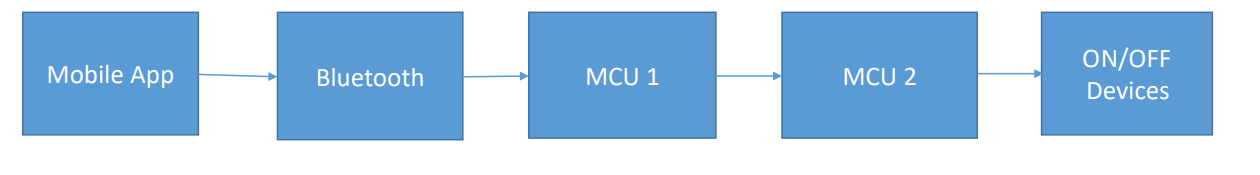 Mobile App
Bluetooth
MCU 1
MCU 2
ON/OFF
Devices